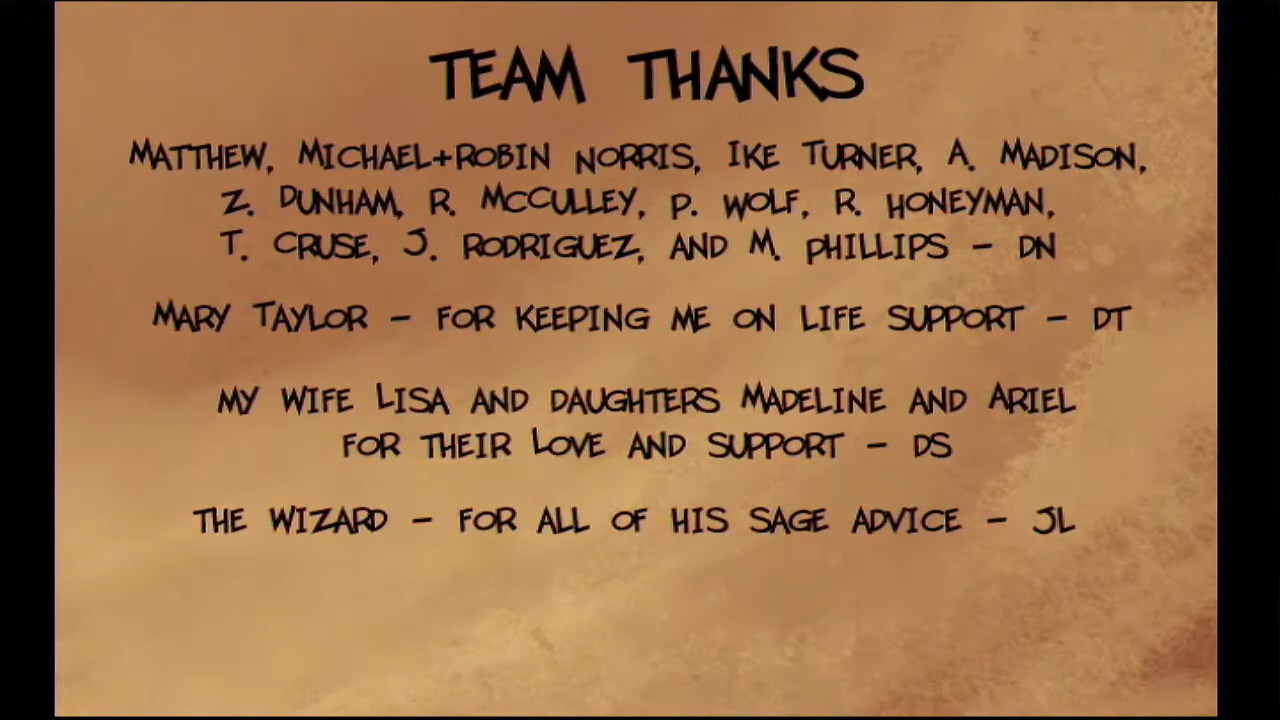 TEAM THANKS
MATTHEW, MICHAEL+ROBIN NORRIS, IKE TURNER, A. MADISON,
Z. DUNHAM, R. MCCULLEY, P. WOLF, R. HONEYMAN,
T. CRUSE, J. RODRIGUEZ, AND M. PHILLIPS - DN
MARY TAYLOR - FOR KEEPING ME ON LIFE SUPPORT - DT
MY WIFE LISA AND DAUGHTERS MADELINE AND ARIEL
FOR THEIR LOVE AND SUPPORT - DS
THE WIZARD - FOR ALL OF HIS SAGE ADVICE - JL